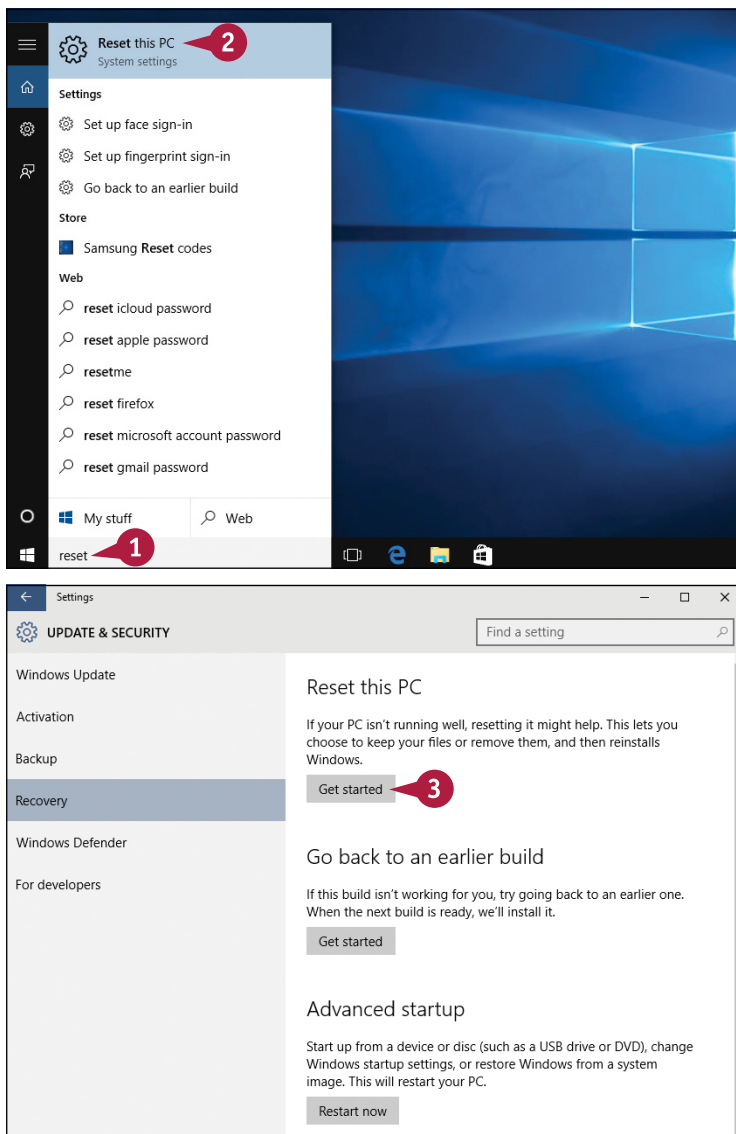 Reset this PC
2
System settings
Settings
Set up face sign-in
Set up fingerprint sign-in
Go back to an earlier build
Store
Samsung Reset codes
Web
reset icloud password
reset apple password
resetme
reset firefox
reset microsoft account password
reset gmail password
My stuff
Web
reset
1
Settings
UPDATE & SECURITY
Find a setting
Windows Update
Activation
Backup
Recovery
Windows Defender
For developers
Reset this PC
If your PC isn't running well, resetting it might help. This lets you
choose to keep your files or remove them, and then reinstalls
Windows.
Get started
3
Go back to an earlier build
If this build isn't working for you, try going back to an earlier one.
When the next build is ready, we'll install it.
Get started
Advanced startup
Start up from a device or disc (such as a USB drive or DVD), change
Windows startup settings, or restore Windows from a system
image. This will restart your PC.
Restart now